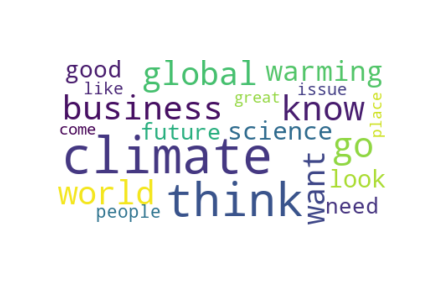 good
global
warming
like
issue
business
great
know
place
come
future
science
go
climate
want
look
world
think
need
people